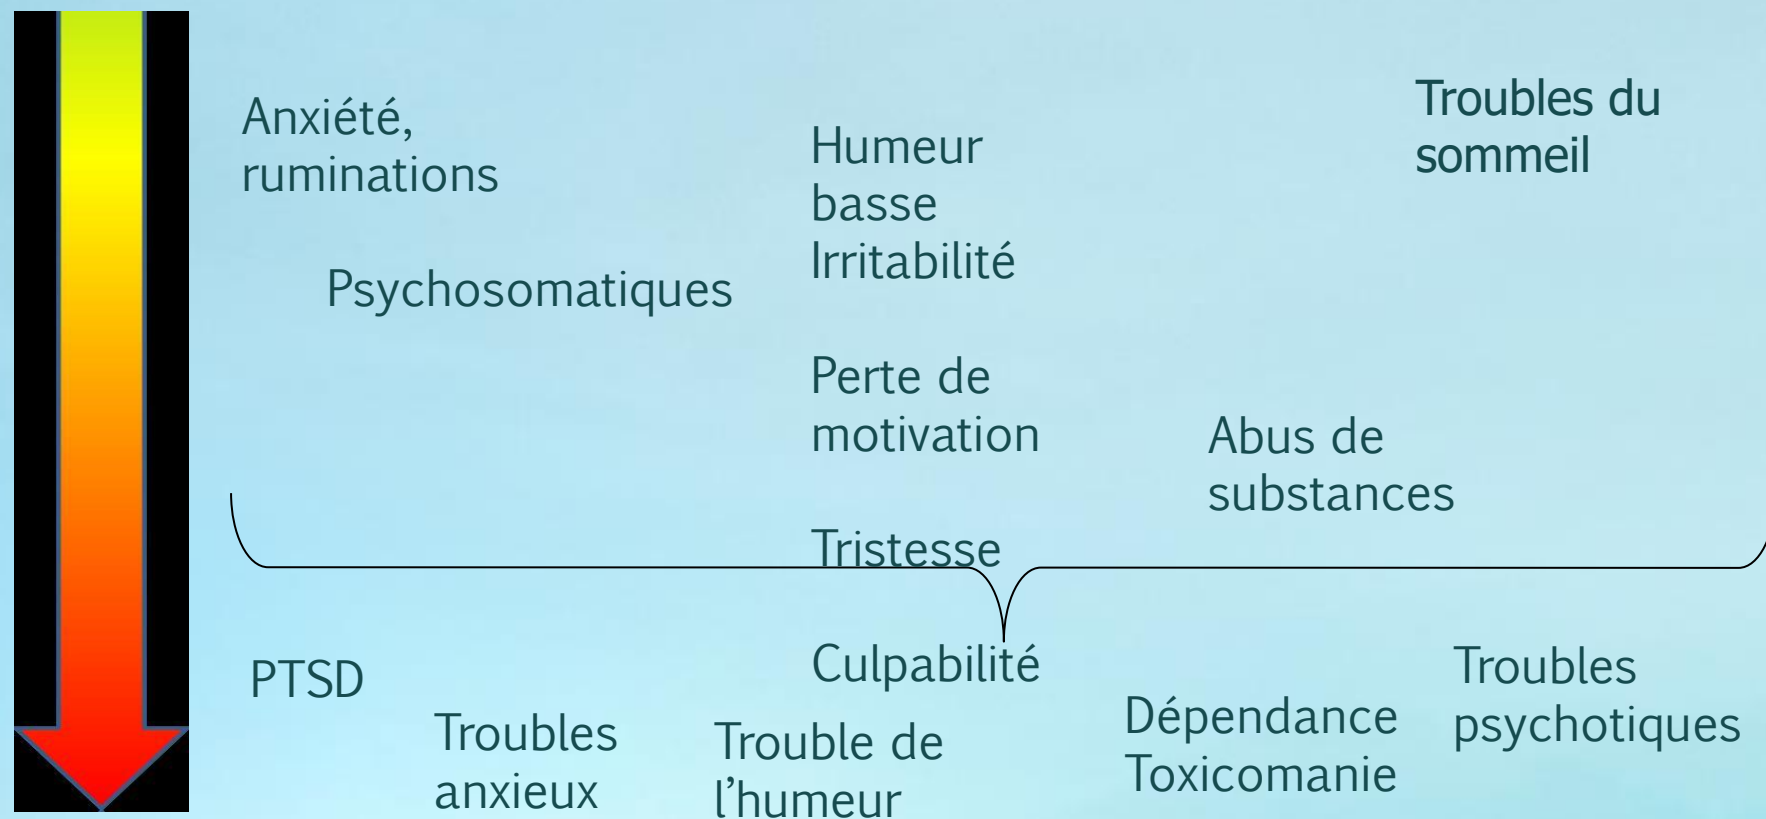 Anxiété,
ruminations
Psychosomatiques
Humeur
basse
Irritabilité
Perte de
motivation
Tristesse
Culpabilité
Troubles du
sommeil
Abus de
substances
PTSD
Troubles
anxieux
Trouble de
l’humeur
Dépendance
Toxicomanie
Troubles
psychotiques